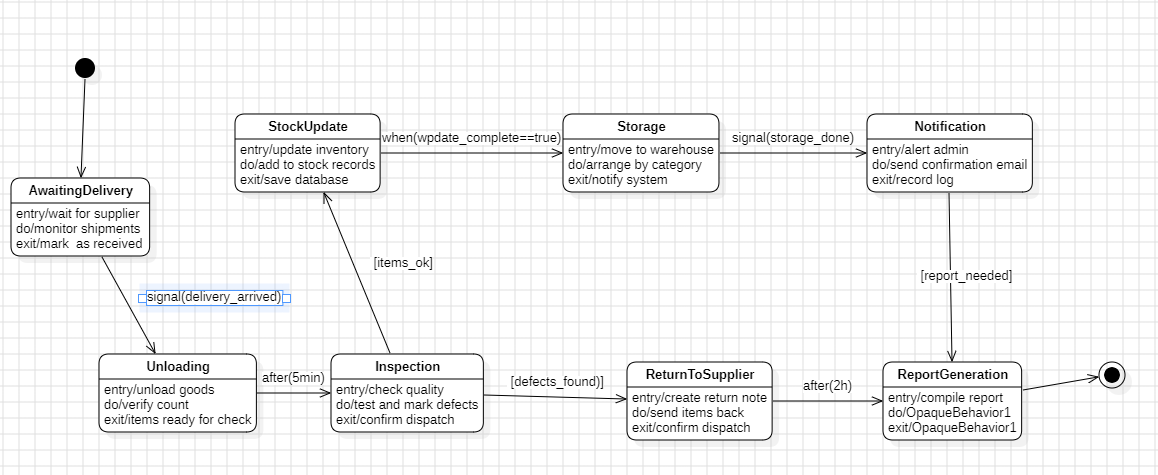 StockUpdate
entry/update inventory
do/add to stock records
exit/save database
when(wpdate_complete==true)
Storage
entry/move to warehouse
do/arrange by category
exit/notify system
signal(storage_done)
Notification
entry/alert admin
do/send confirmation email
exit/record log
AwaitingDelivery
entry/wait for supplier
do/monitor shipments
exit/mark  as received
[items_ok]
[report_needed]
signal(delivery_arrived)
Unloading
entry/unload goods
do/verify count
exit/items ready for check
after(5min)
Inspection
entry/check quality
do/test and mark defects
exit/confirm dispatch
[defects_found)]
ReturnToSupplier
entry/create return note
do/send items back
exit/confirm dispatch
after(2h)
ReportGeneration
entry/compile report
do/OpaqueBehavior1
exit/OpaqueBehavior1